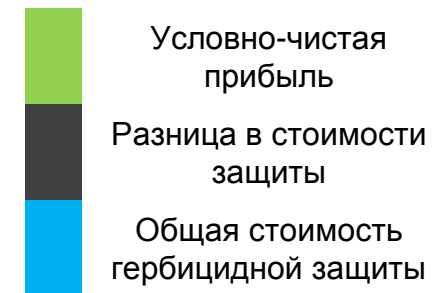 Условно-чистая
прибыль
Разница в стоимости
защиты
Общая стоимость
гербицидной защиты